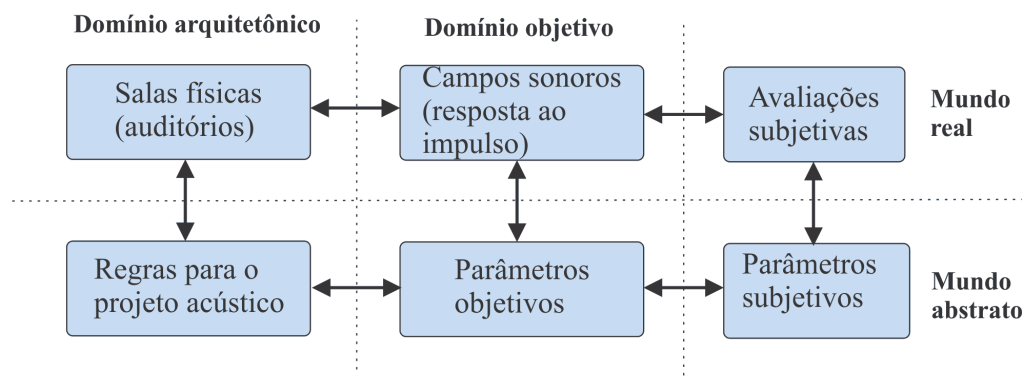 Domínio arquitetônico
Domínio objetivo
Salas físicas
(auditórios)
Campos sonoros
(resposta ao
impulso)
Avaliações
subjetivas
Mundo
real
Regras para o
projeto acústico
Parâmetros
objetivos
Parâmetros
subjetivos
Mundo
abstrato